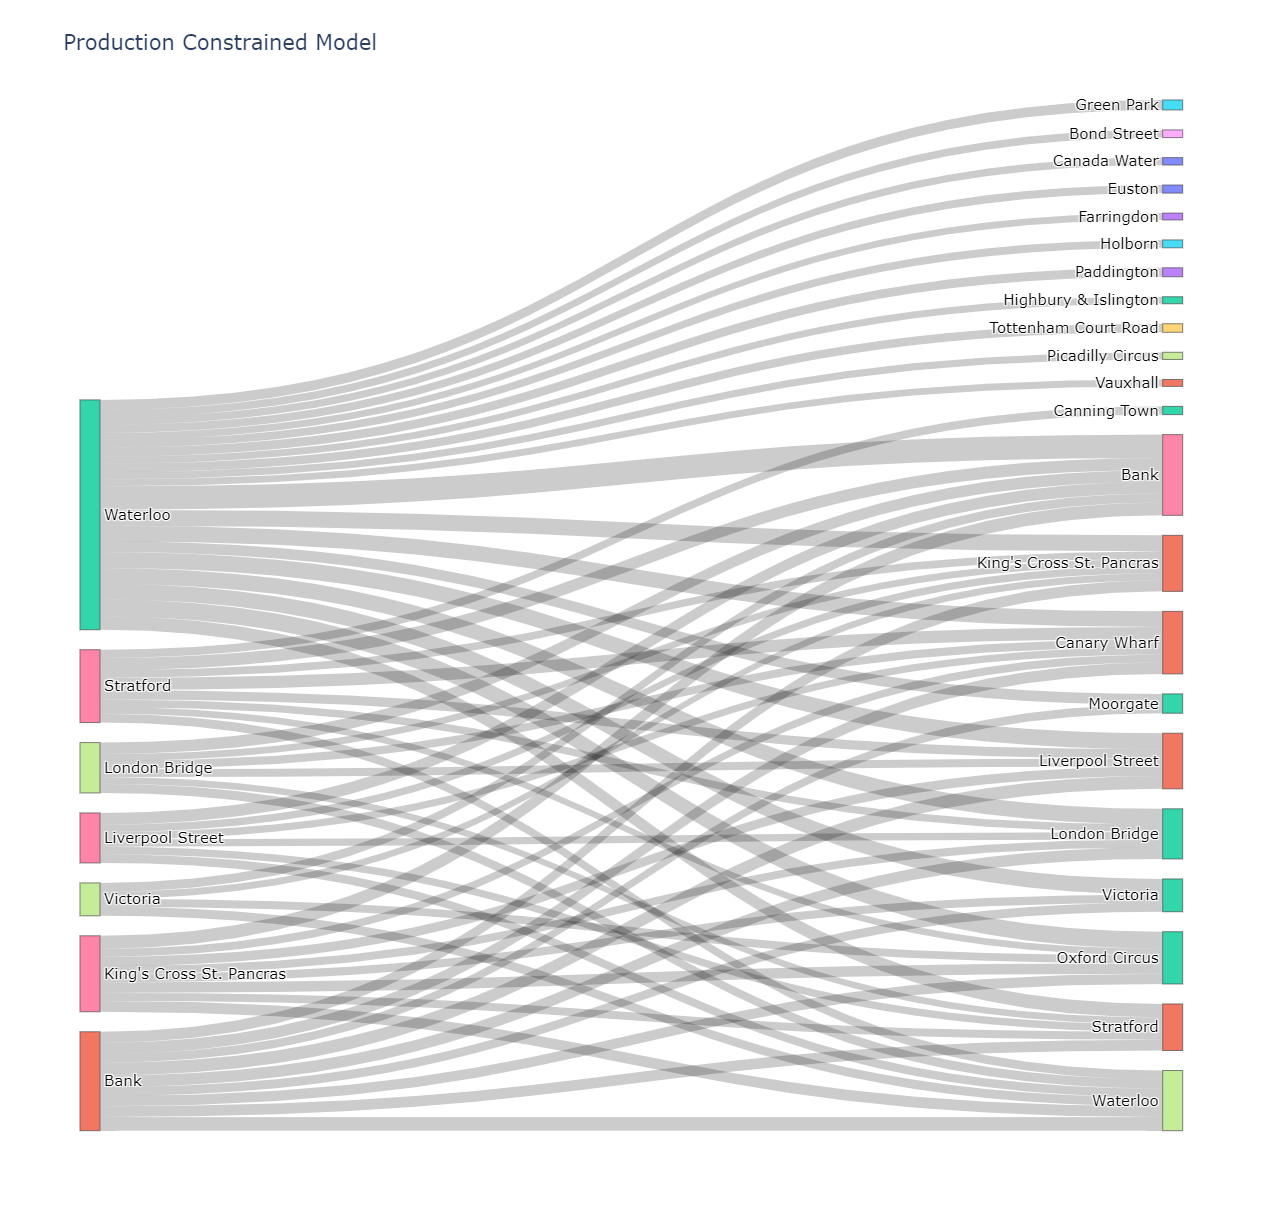 Production Constrained Model
Green Park
Bond Street
Canada Water
Euston
Farringdon
Holborn
Paddington
Highbury & Islington
Tottenham Court Road
Picadilly Circus
Vauxhall
Canning Town
Bank
Waterloo
King's Cross St. Pancras
Canary Wharf
Stratford
Moorgate
Liverpool Street
London Bridge
London Bridge
Liverpool Street
Victoria
Victoria
Oxford Circus
King's Cross St. Pancras
Stratford
Bank
Waterloo